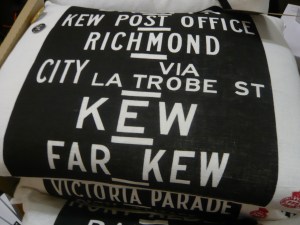 KEW POST OFFICE
RICHMOND
CITY VIA LA TROBE ST
KEW
FAR KEW
VICTORIA PARADE